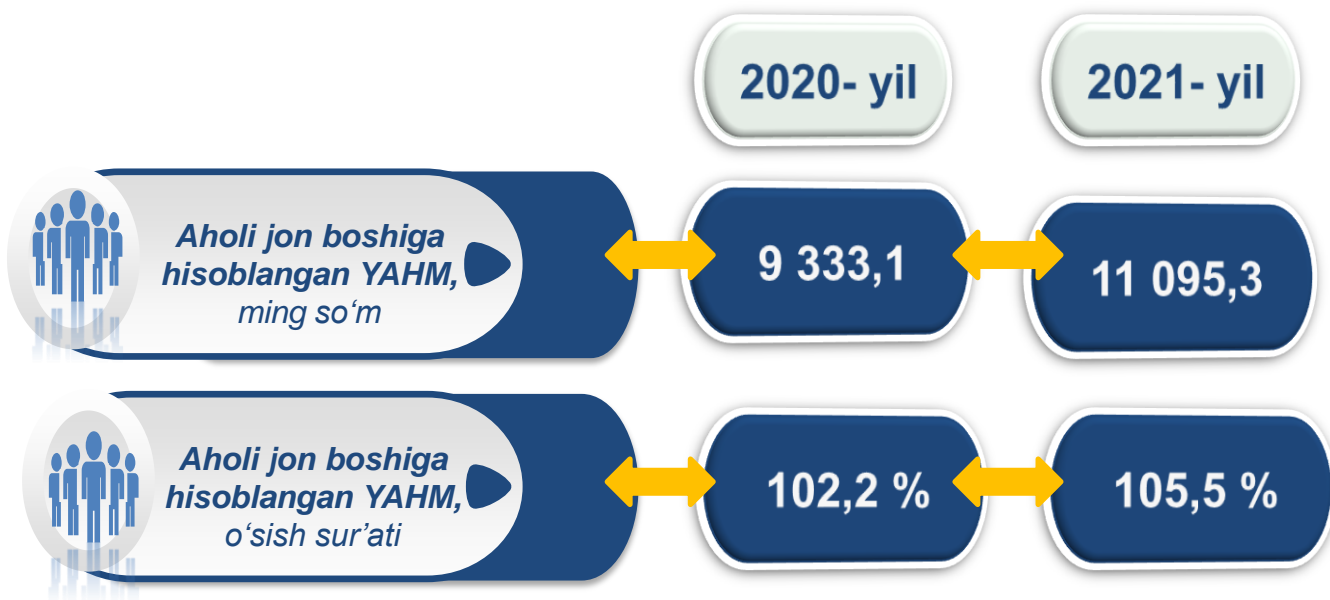 2020- yil
2021- yil
Aholi jon boshiga
hisoblangan YAHM,
ming so‘m
9 333,1
11 095,3
Aholi jon boshiga
hisoblangan YAHM,
o‘sish sur’ati
102,2 %
105,5 %